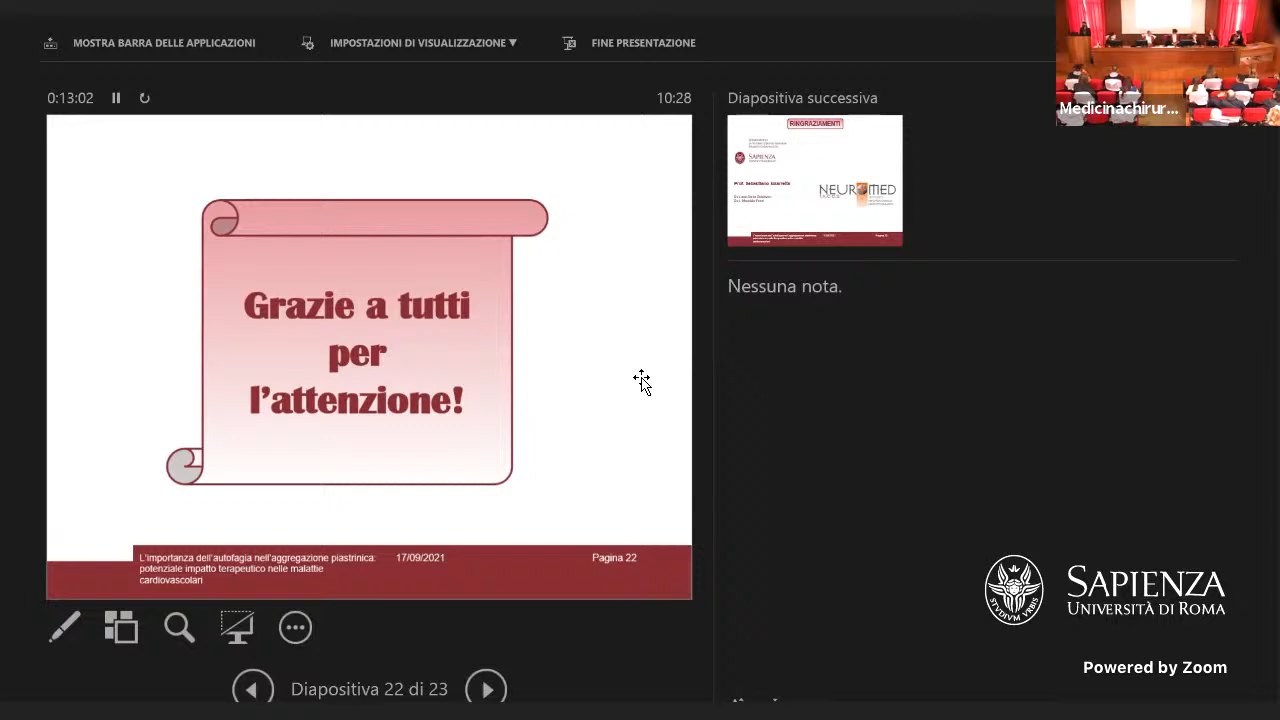 MOSTRA BARRA DELLE APPLICAZIONI
IMPOSTAZIONI DI VISUALIZZAZIONE ▼
FINE PRESENTAZIONE
0:13:02
10:28
Grazie a tutti
per
l'attenzione!
L'importanza dell'autofagia nell'aggregazione piastrinica:
potenziale impatto terapeutico nelle malattie
cardiovascolari
17/09/2021
Pagina 22
Diapositiva 22 di 23
Diapositiva successiva
RINGRAZIAMENTI
SAPIENZA
NEUROMED
Nessuna nota.
Medicinachirur...
STVDIVM VRBIS
SAPIENZA
UNIVERSITÀ DI ROMA
Powered by Zoom